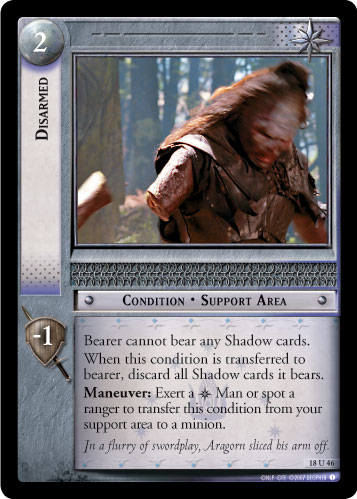 2
DISARMED
-1
CONDITION • SUPPORT AREA
Bearer cannot bear any Shadow cards.
When this condition is transferred to
bearer, discard all Shadow cards it bears.
Maneuver: Exert a Man or spot a
ranger to transfer this condition from your
support area to a minion.
In a flurry of swordplay, Aragorn sliced his arm off.
18 U 46